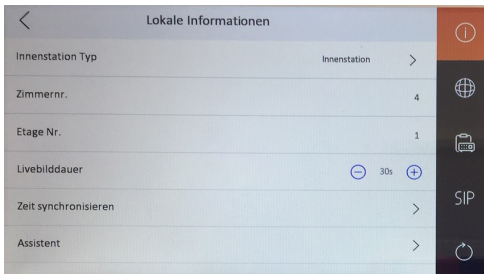 Lokale Informationen
Innenstation Typ Innenstation
Zimmernr. 4
Etage Nr. 1
Livebilddauer 30s
Zeit synchronisieren
Assistent
SIP